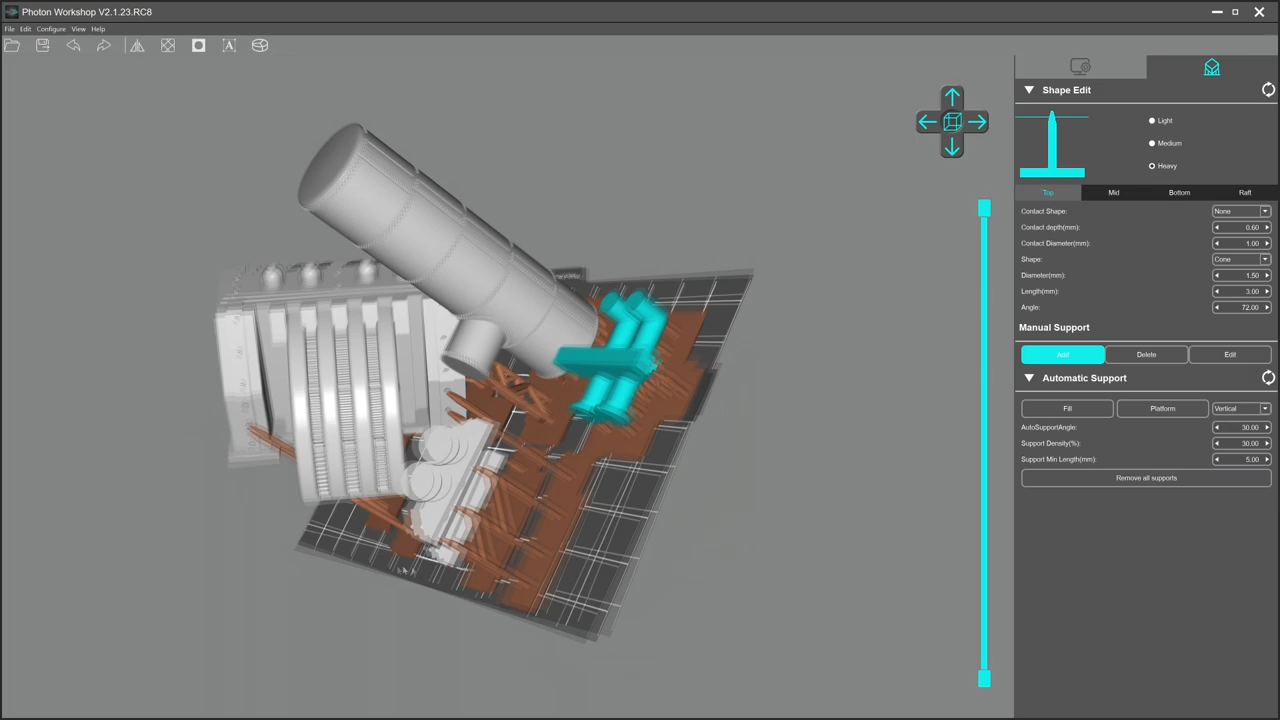 Photon Workshop V2.1.23.RC8
File Edit Configure View Help
Shape Edit
Light
Medium
Heavy
Top Mid Bottom Raft
Contact Shape: None
Contact depth(mm): 0.60
Contact Diameter(mm): 1.00
Shape: Cone
Diameter(mm): 1.50
Length(mm): 3.00
Angle: 72.00
Manual Support
Add Delete Edit
Automatic Support
Fill Platform Vertical
AutoSupportAngle: 30.00
Support Density(%): 30.00
Support Min Length(mm): 5.00
Remove all supports